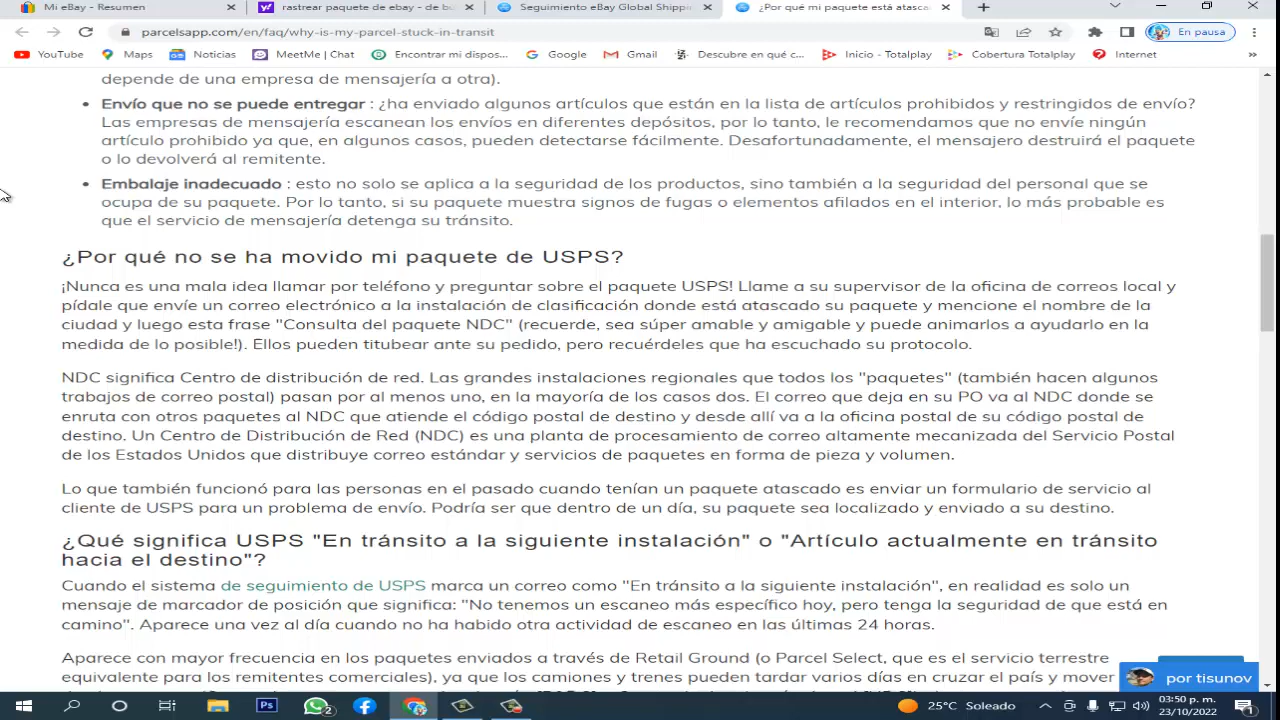 Mi eBay - Resumen
rastrear paquete de ebay - de bu
Seguimiento eBay Global Shippi
¿Por qué mi paquete está atasca
parcelsapp.com/en/faq/why-is-my-parcel-stuck-in-transit
En pausa
YouTube
Maps
Noticias
MeetMe | Chat
Encontrar mi dispos...
Google
Gmail
Descubre en qué c...
Inicio - Totalplay
Cobertura Totalplay
Internet
depende de una empresa de mensajería a otra).
• Envío que no se puede entregar : ¿ha enviado algunos artículos que están en la lista de artículos prohibidos y restringidos de envío?
Las empresas de mensajería escanean los envíos en diferentes depósitos, por lo tanto, le recomendamos que no envíe ningún
artículo prohibido ya que, en algunos casos, pueden detectarse fácilmente. Desafortunadamente, el mensajero destruirá el paquete
o lo devolverá al remitente.
• Embalaje inadecuado : esto no solo se aplica a la seguridad de los productos, sino también a la seguridad del personal que se
ocupa de su paquete. Por lo tanto, si su paquete muestra signos de fugas o elementos afilados en el interior, lo más probable es
que el servicio de mensajería detenga su tránsito.
¿Por qué no se ha movido mi paquete de USPS?
¡Nunca es una mala idea llamar por teléfono y preguntar sobre el paquete USPS! Llame a su supervisor de la oficina de correos local y
pídale que envíe un correo electrónico a la instalación de clasificación donde está atascado su paquete y mencione el nombre de la
ciudad y luego esta frase "Consulta del paquete NDC" (recuerde, sea súper amable y amigable y puede animarlos a ayudarlo en la
medida de lo posible!). Ellos pueden titubear ante su pedido, pero recuérdeles que ha escuchado su protocolo.
NDC significa Centro de distribución de red. Las grandes instalaciones regionales que todos los "paquetes" (también hacen algunos
trabajos de correo postal) pasan por al menos uno, en la mayoría de los casos dos. El correo que deja en su PO va al NDC donde se
enruta con otros paquetes al NDC que atiende el código postal de destino y desde allí va a la oficina postal de su código postal de
destino. Un Centro de Distribución de Red (NDC) es una planta de procesamiento de correo altamente mecanizada del Servicio Postal
de los Estados Unidos que distribuye correo estándar y servicios de paquetes en forma de pieza y volumen.
Lo que también funcionó para las personas en el pasado cuando tenían un paquete atascado es enviar un formulario de servicio al
cliente de USPS para un problema de envío. Podría ser que dentro de un día, su paquete sea localizado y enviado a su destino.
¿Qué significa USPS "En tránsito a la siguiente instalación" o "Artículo actualmente en tránsito
hacia el destino"?
Cuando el sistema de seguimiento de USPS marca un correo como "En tránsito a la siguiente instalación", en realidad es solo un
mensaje de marcador de posición que significa: "No tenemos un escaneo más específico hoy, pero tenga la seguridad de que está en
camino". Aparece una vez al día cuando no ha habido otra actividad de escaneo en las últimas 24 horas.
Aparece con mayor frecuencia en los paquetes enviados a través de Retail Ground (o Parcel Select, que es el servicio terrestre
equivalente para los remitentes comerciales), ya que los camiones y trenes pueden tardar varios días en cruzar el país y mover
por tisunov
2
25°C Soleado
03:50 p. m.
23/10/2022
1